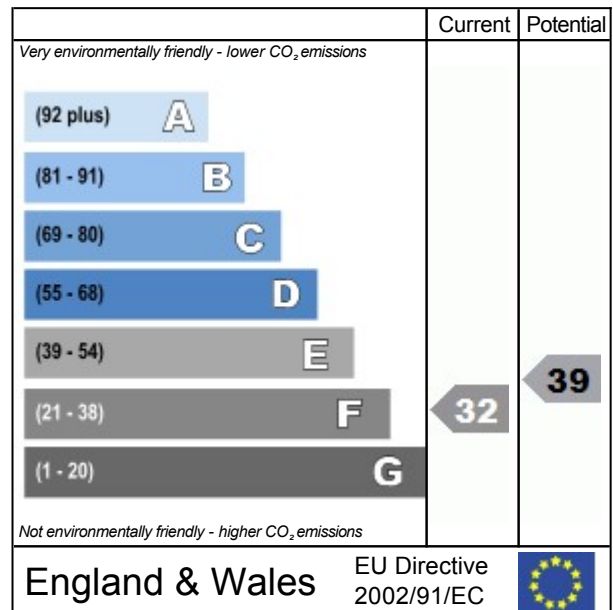 Current Potential
Very environmentally friendly - lower CO₂ emissions
(92 plus) A
(81 - 91) B
(69 - 80) C
(55 - 68) D
(39 - 54) E
39
(21 - 38) F 32
(1 - 20) G
Not environmentally friendly - higher CO₂ emissions
England & Wales
EU Directive
2002/91/EC